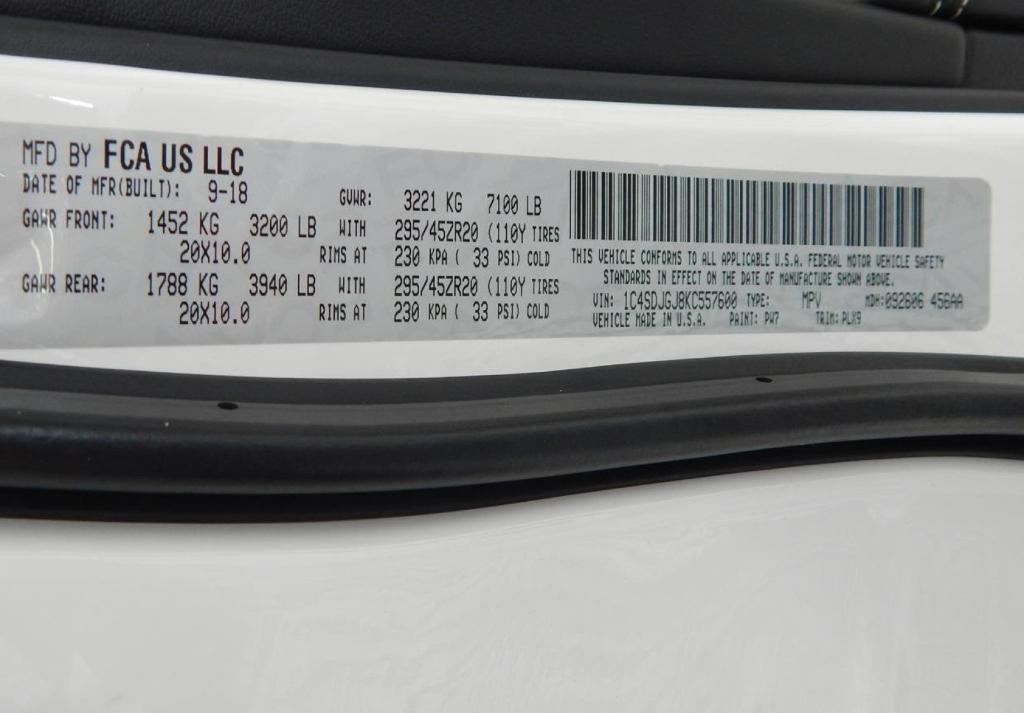 MFD BY FCA US LLC
DATE OF MFR(BUILT): 9-18 GVWR: 3221 KG 7100 LB
GAWR FRONT: 1452 KG 3200 LB WITH 295/45ZR20 (110Y TIRES
20X10.0 RIMS AT 230 KPA ( 33 PSI) COLD
GAWR REAR: 1788 KG 3940 LB WITH 295/45ZR20 (110Y TIRES
20X10.0 RIMS AT 230 KPA ( 33 PSI) COLD
THIS VEHICLE CONFORMS TO ALL APPLICABLE U.S.A. FEDERAL MOTOR VEHICLE SAFETY
STANDARDS IN EFFECT ON THE DATE OF MANUFACTURE SHOWN ABOVE.
VIN: 1C4SDJGJ8KC557600 TYPE: MPV MDH:092606 456AA
VEHICLE MADE IN U.S.A. PAINT: PW7 TRIM: PLX9